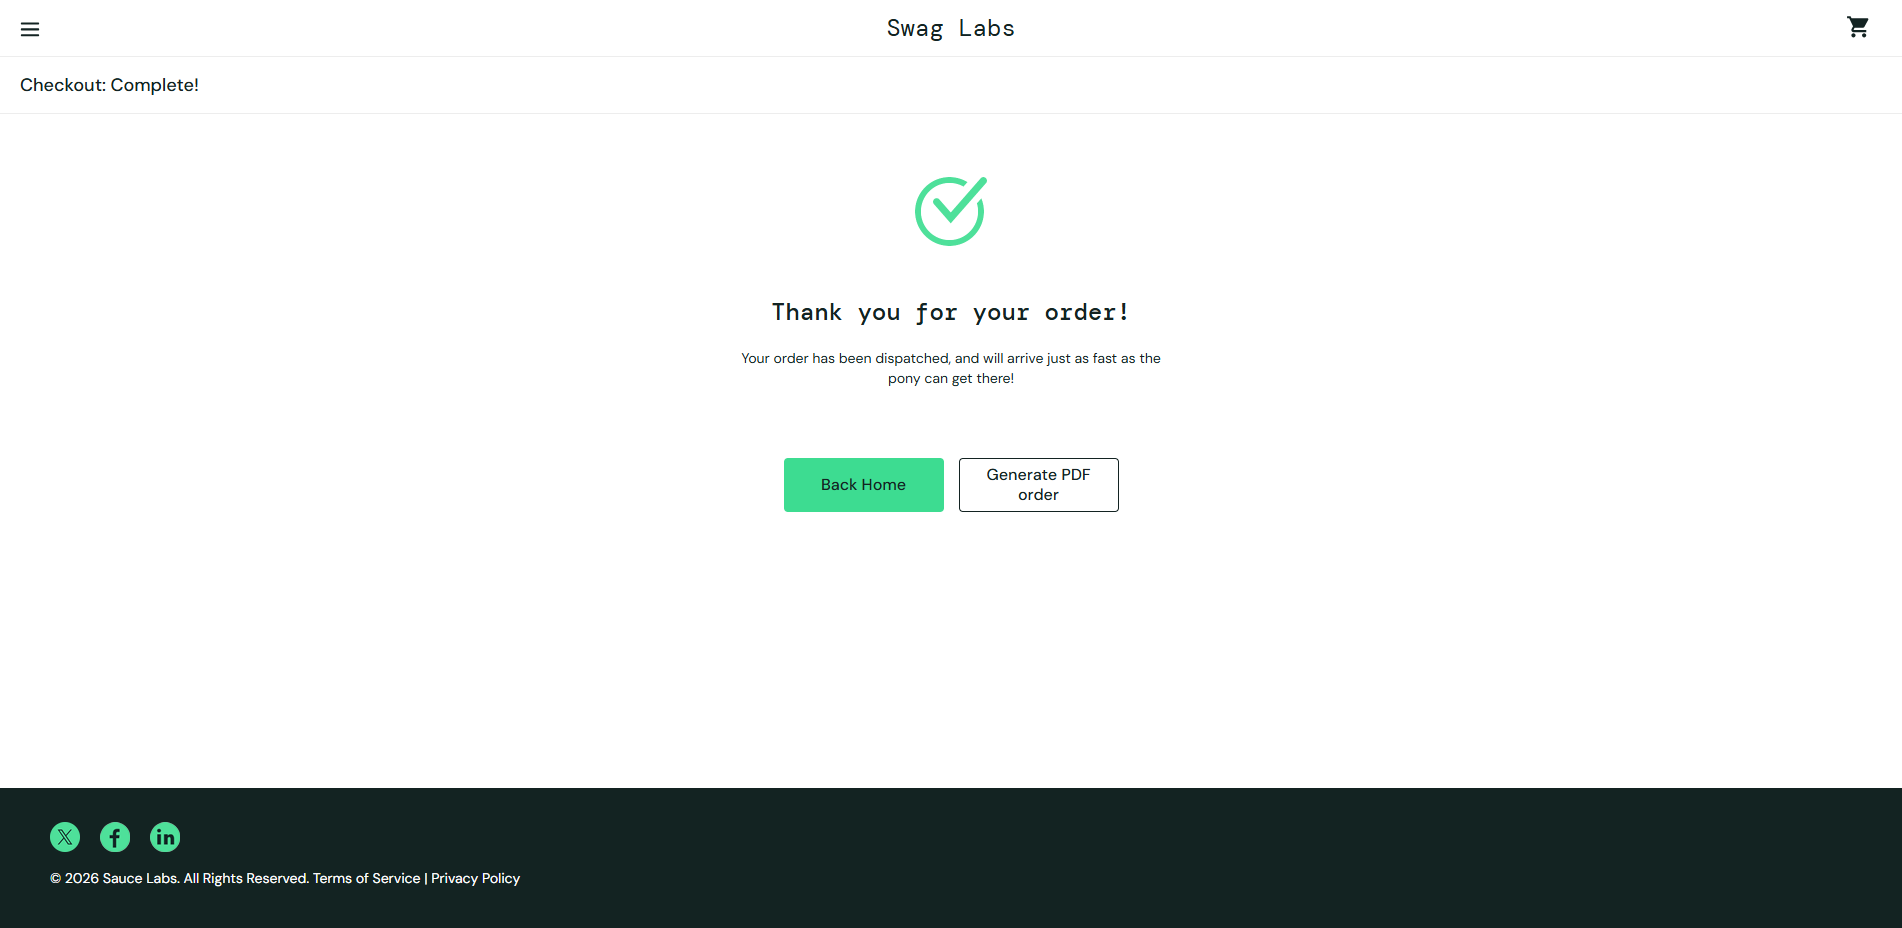 Swag Labs
Checkout: Complete!
Thank you for your order!
Your order has been dispatched, and will arrive just as fast as the
pony can get there!
Back Home
Generate PDF
order
© 2026 Sauce Labs. All Rights Reserved. Terms of Service | Privacy Policy